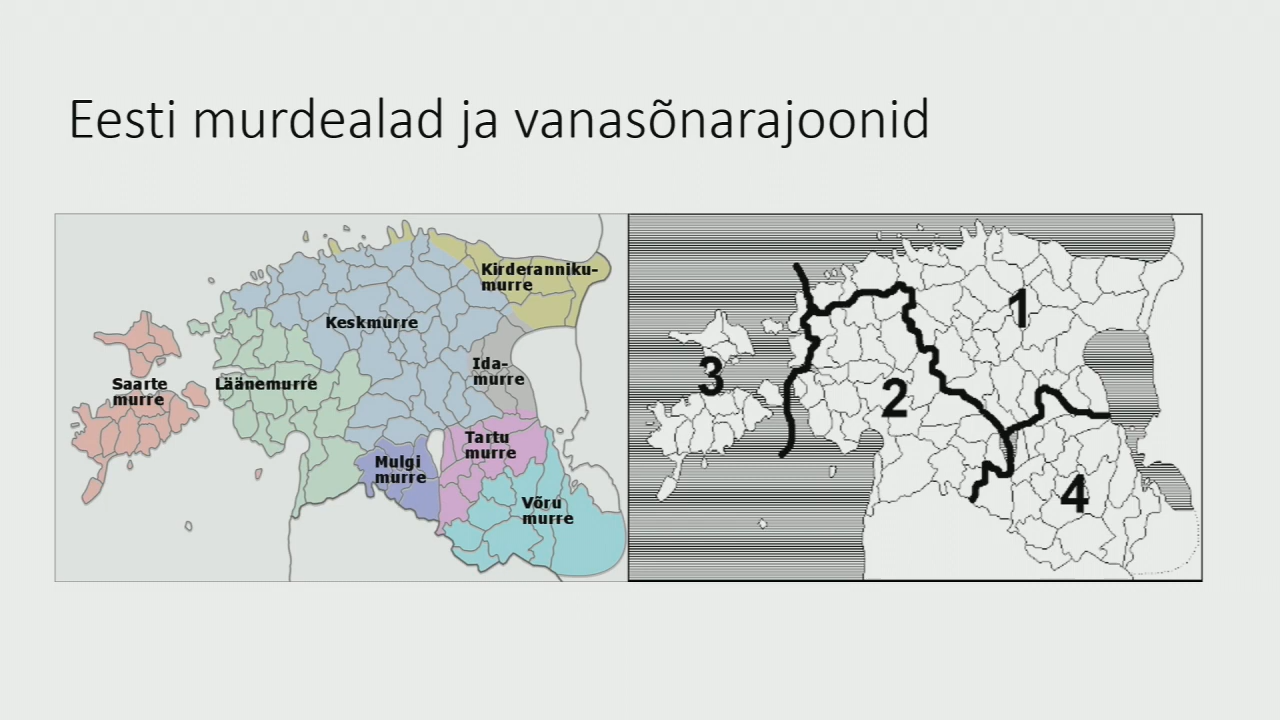 Eesti murdealad ja vanasõnarajoonid
Kirderanniku-
murre
Keskmurre
Ida-
murre
Saarte
murre
Läänemurre
Tartu
murre
Mulgi
murre
Võru
murre
1
2
3
4